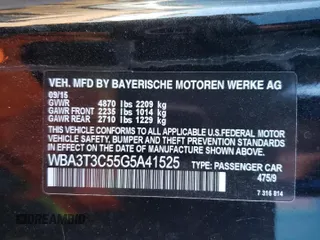 VEH. MFD BY BAYERISCHE MOTOREN WERKE AG
09/15
GVWR 4870 lbs 2209 kg
GAWR FRONT 2235 lbs 1014 kg
GAWR REAR 2710 lbs 1229 kg
THIS VEHICLE CONFORMS TO ALL APPLICABLE U.S.FEDERAL MOTOR
VEHICLE SAFETY, BUMPER, AND THEFT PREVENTION STANDARDS
IN EFFECT ON THE DATE OF MANUFACTURE SHOWN ABOVE.
WBA3T3C55G5A41525 TYPE: PASSENGER CAR
475/9
7 316 814
DREAMBID